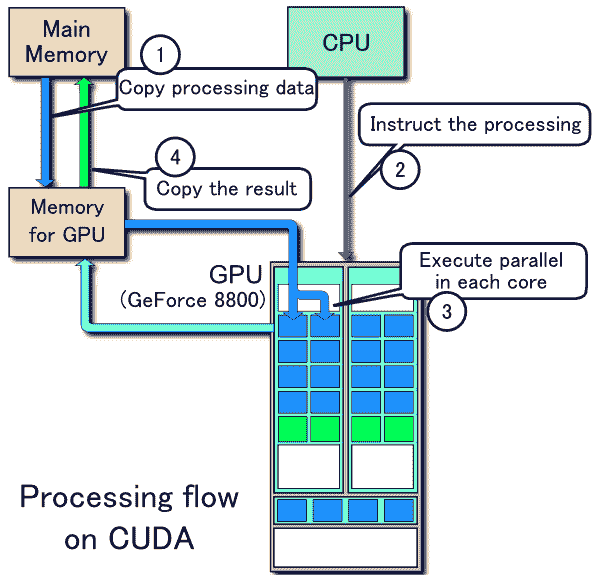 Main
Memory
CPU
1
Copy processing data
Instruct the processing
2
4
Copy the result
Memory
for GPU
GPU
(GeForce 8800)
Execute parallel
in each core
3
Processing flow
on CUDA